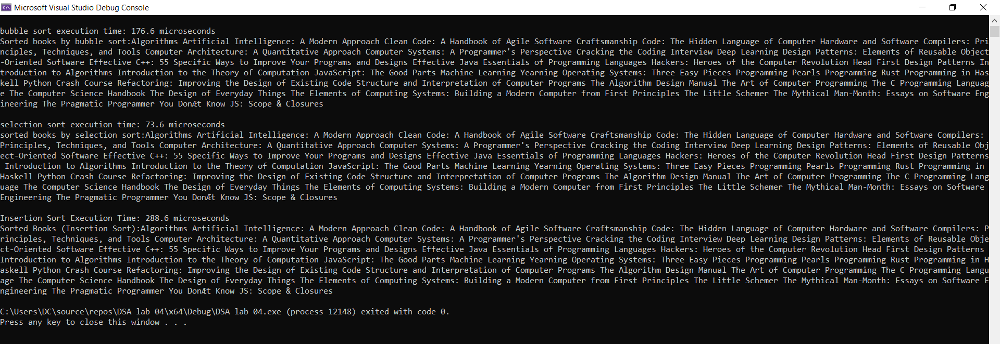 Microsoft Visual Studio Debug Console
bubble sort execution time: 176.6 microseconds
Sorted books by bubble sort:Algorithms Artificial Intelligence: A Modern Approach Clean Code: A Handbook of Agile Software Craftsmanship Code: The Hidden Language of Computer Hardware and Software Compilers: Pri
nciples, Techniques, and Tools Computer Architecture: A Quantitative Approach Computer Systems: A Programmer's Perspective Cracking the Coding Interview Deep Learning Design Patterns: Elements of Reusable Object
-Oriented Software Effective C++: 55 Specific Ways to Improve Your Programs and Designs Effective Java Essentials of Programming Languages Hackers: Heroes of the Computer Revolution Head First Design Patterns In
troduction to Algorithms Introduction to the Theory of Computation JavaScript: The Good Parts Machine Learning Yearning Operating Systems: Three Easy Pieces Programming Pearls Programming Rust Programming in Has
kell Python Crash Course Refactoring: Improving the Design of Existing Code Structure and Interpretation of Computer Programs The Algorithm Design Manual The Art of Computer Programming The C Programming Languag
e The Computer Science Handbook The Design of Everyday Things The Elements of Computing Systems: Building a Modern Computer from First Principles The Little Schemer The Mythical Man-Month: Essays on Software Eng
ineering The Pragmatic Programmer You DonÆt Know JS: Scope & Closures
selection sort execution time: 73.6 microseconds
sorted books by selection sort:Algorithms Artificial Intelligence: A Modern Approach Clean Code: A Handbook of Agile Software Craftsmanship Code: The Hidden Language of Computer Hardware and Software Compilers:
Principles, Techniques, and Tools Computer Architecture: A Quantitative Approach Computer Systems: A Programmer's Perspective Cracking the Coding Interview Deep Learning Design Patterns: Elements of Reusable Obj
ect-Oriented Software Effective C++: 55 Specific Ways to Improve Your Programs and Designs Effective Java Essentials of Programming Languages Hackers: Heroes of the Computer Revolution Head First Design Patterns
Introduction to Algorithms Introduction to the Theory of Computation JavaScript: The Good Parts Machine Learning Yearning Operating Systems: Three Easy Pieces Programming Pearls Programming Rust Programming in
Haskell Python Crash Course Refactoring: Improving the Design of Existing Code Structure and Interpretation of Computer Programs The Algorithm Design Manual The Art of Computer Programming The C Programming Lang
uage The Computer Science Handbook The Design of Everyday Things The Elements of Computing Systems: Building a Modern Computer from First Principles The Little Schemer The Mythical Man-Month: Essays on Software
Engineering The Pragmatic Programmer You DonÆt Know JS: Scope & Closures
Insertion Sort Execution Time: 288.6 microseconds
Sorted Books (Insertion Sort):Algorithms Artificial Intelligence: A Modern Approach Clean Code: A Handbook of Agile Software Craftsmanship Code: The Hidden Language of Computer Hardware and Software Compilers: P
rinciples, Techniques, and Tools Computer Architecture: A Quantitative Approach Computer Systems: A Programmer's Perspective Cracking the Coding Interview Deep Learning Design Patterns: Elements of Reusable Obje
ct-Oriented Software Effective C++: 55 Specific Ways to Improve Your Programs and Designs Effective Java Essentials of Programming Languages Hackers: Heroes of the Computer Revolution Head First Design Patterns
Introduction to Algorithms Introduction to the Theory of Computation JavaScript: The Good Parts Machine Learning Yearning Operating Systems: Three Easy Pieces Programming Pearls Programming Rust Programming in H
askell Python Crash Course Refactoring: Improving the Design of Existing Code Structure and Interpretation of Computer Programs The Algorithm Design Manual The Art of Computer Programming The C Programming Langu
age The Computer Science Handbook The Design of Everyday Things The Elements of Computing Systems: Building a Modern Computer from First Principles The Little Schemer The Mythical Man-Month: Essays on Software E
ngineering The Pragmatic Programmer You DonÆt Know JS: Scope & Closures
C:\Users\DC\source\repos\DSA lab 04\x64\Debug\DSA lab 04.exe (process 12148) exited with code 0.
Press any key to close this window . . .